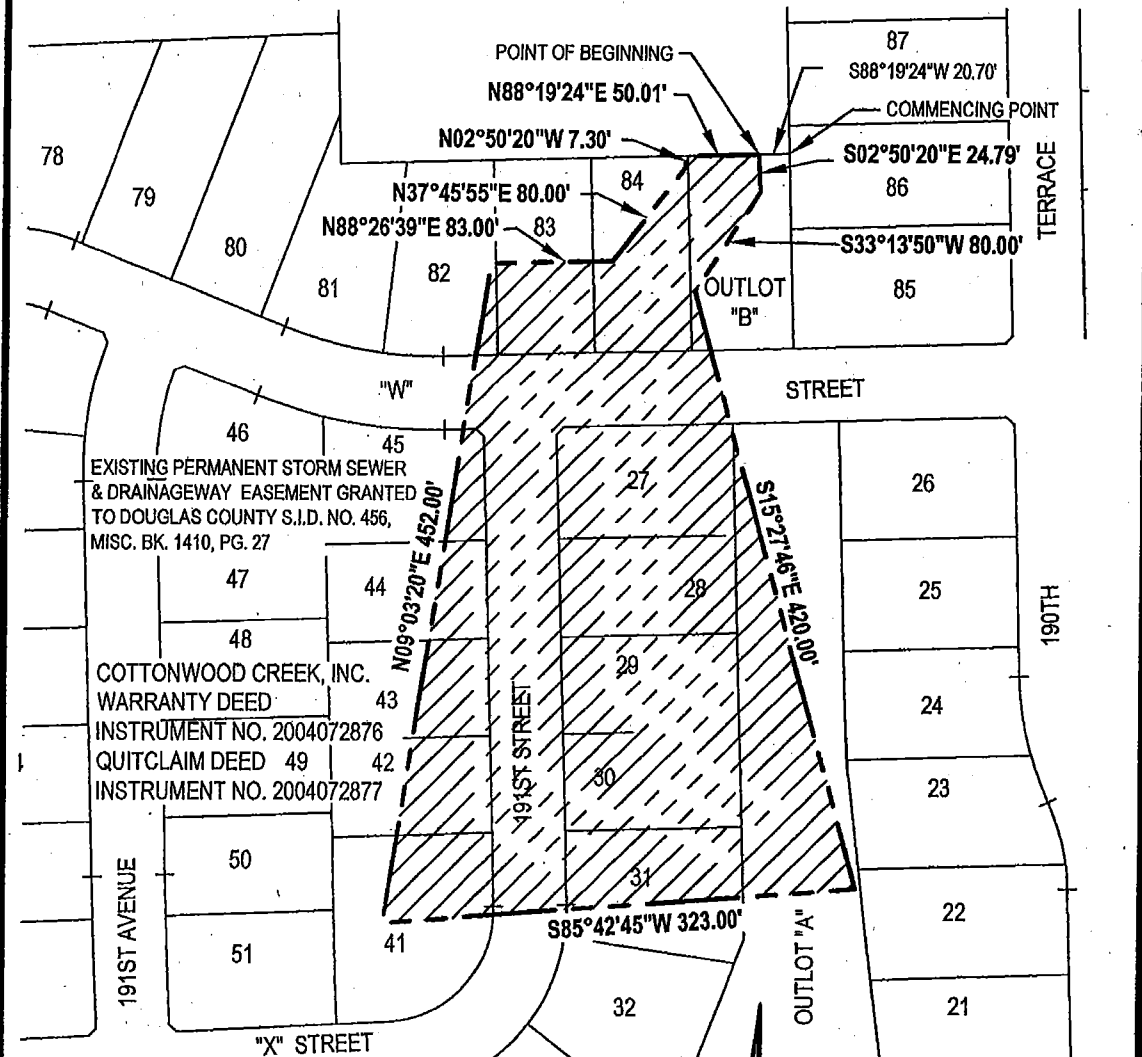 87
POINT OF BEGINNING
S88°19'24"W 20.70'
N88°19'24"E 50.01'
COMMENCING POINT
N02°50'20"W 7.30'
78
84
S02°50'20"E 24.79'
86
TERRACE
N37°45'55"E 80.00'
79
83
N88°26'39"E 83.00'
80
82
S33°13'50"W 80.00'
81
OUTLOT
"B"
85
"W"
STREET
46
45
EXISTING PERMANENT STORM SEWER
& DRAINAGEWAY EASEMENT GRANTED
TO DOUGLAS COUNTY S.I.D. NO. 456,
MISC. BK. 1410, PG. 27
27
26
N09°03'20"E 452.00'
S15°27'46"E 420.00'
47
44
28
25
190TH
48
29
COTTONWOOD CREEK, INC.
WARRANTY DEED
INSTRUMENT NO. 2004072876
QUITCLAIM DEED
INSTRUMENT NO. 2004072877
43
24
49
42
191ST STREET
30
23
50
31
191ST AVENUE
S85°42'45"W 323.00'
41
22
51
OUTLOT "A"
32
21
"X" STREET